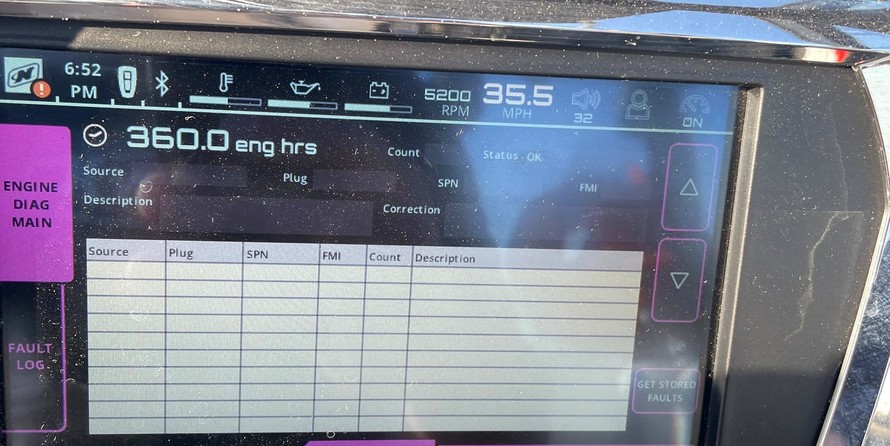 N
6:52
PM
5200
RPM
35.5
MPH
32
ON
360.0 eng hrs
Count
Status - OK
Source
Plug
SPN
FMI
Description
Correction
ENGINE
DIAG
MAIN
Source Plug SPN FMI Count Description
FAULT
LOG
GET STORED
FAULTS